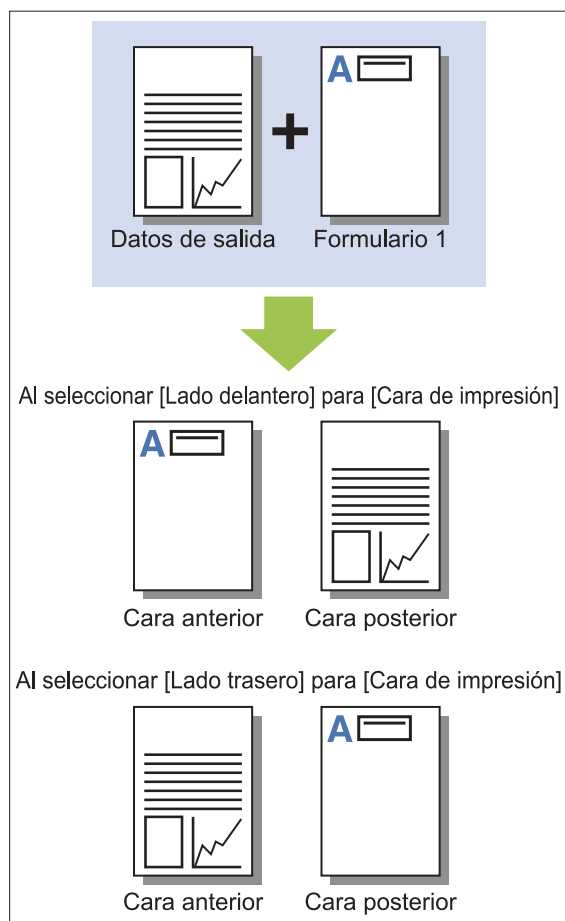 A
Datos de salida
Formulario 1
Al seleccionar [Lado delantero] para [Cara de impresión]
A
Cara anterior
Cara posterior
Al seleccionar [Lado trasero] para [Cara de impresión]
A
Cara anterior
Cara posterior